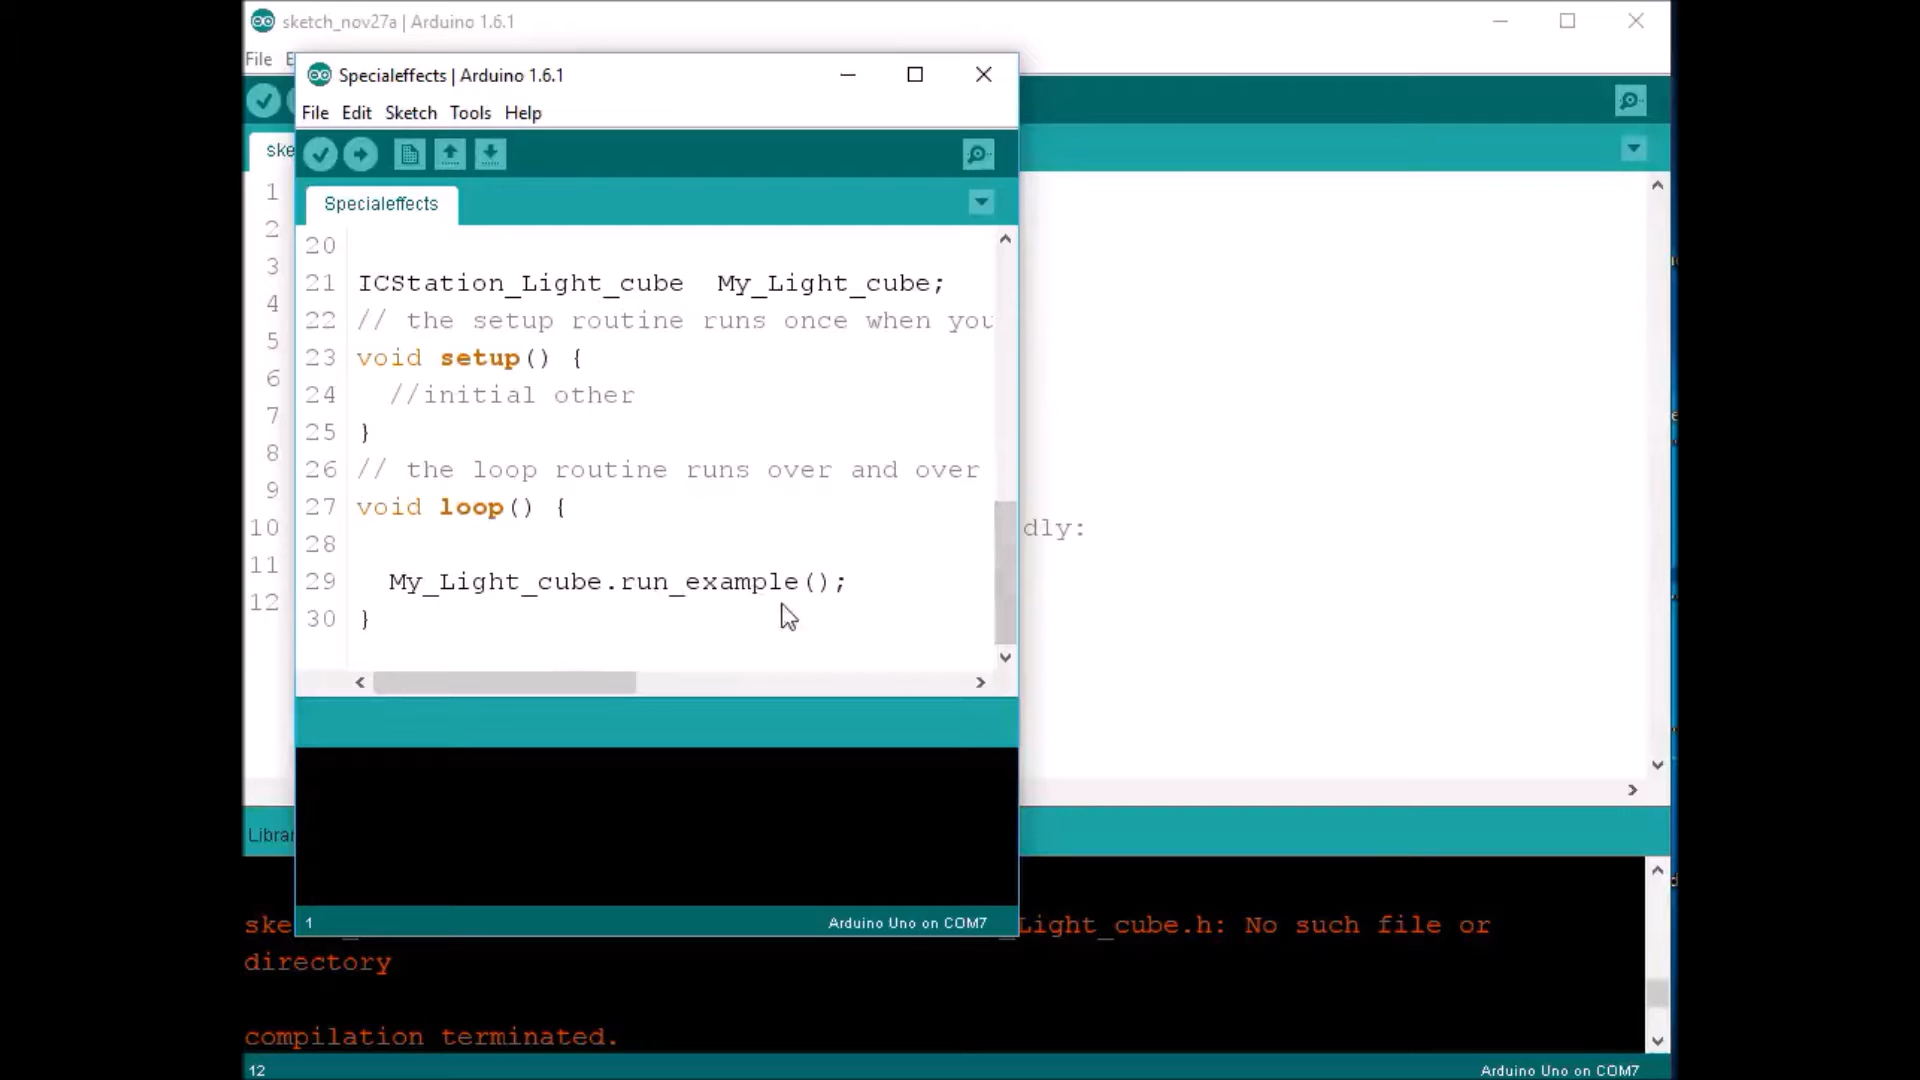 sketch_nov27a | Arduino 1.6.1
File
Specialeffects | Arduino 1.6.1
File Edit Sketch Tools Help
ske
Specialeffects
1
2
3
4
5
6
7
8
9
10
11
12
20
21 ICStation_Light_cube My_Light_cube;
22 // the setup routine runs once when you
23 void setup() {
24 //initial other
25 }
26 // the loop routine runs over and over
27 void loop() {
28
29 My_Light_cube.run_example();
30 }
dly:
1 Arduino Uno on COM7
Librar
ske _Light_cube.h: No such file or
directory
compilation terminated.
12 Arduino Uno on COM7